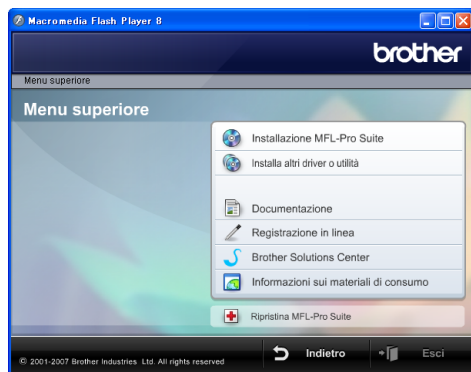 Macromedia Flash Player 8
brother
Menu superiore
Menu superiore
Installazione MFL-Pro Suite
Installa altri driver o utilità
Documentazione
Registrazione in linea
Brother Solutions Center
Informazioni sui materiali di consumo
Ripristina MFL-Pro Suite
© 2001-2007 Brother Industries Ltd. All rights reserved
Indietro
Esci